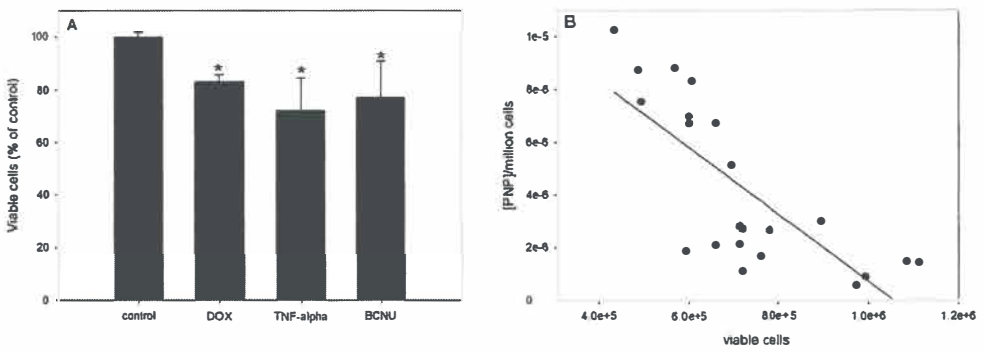 A
Viable cells (% of control)
100
80
60
40
20
0
*
*
*
control DOX TNF-alpha BCNU
B
[PNP]/million cells
1e-5
8e-6
6e-6
4e-6
2e-6
0
4.0e+5 6.0e+5 8.0e+5 1.0e+6 1.2e+6
viable cells